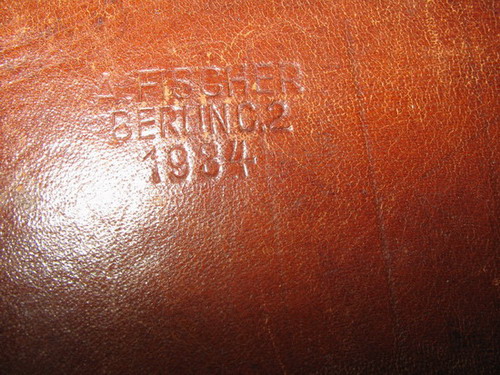 A. FISCHER
BERLIN C.2
1934